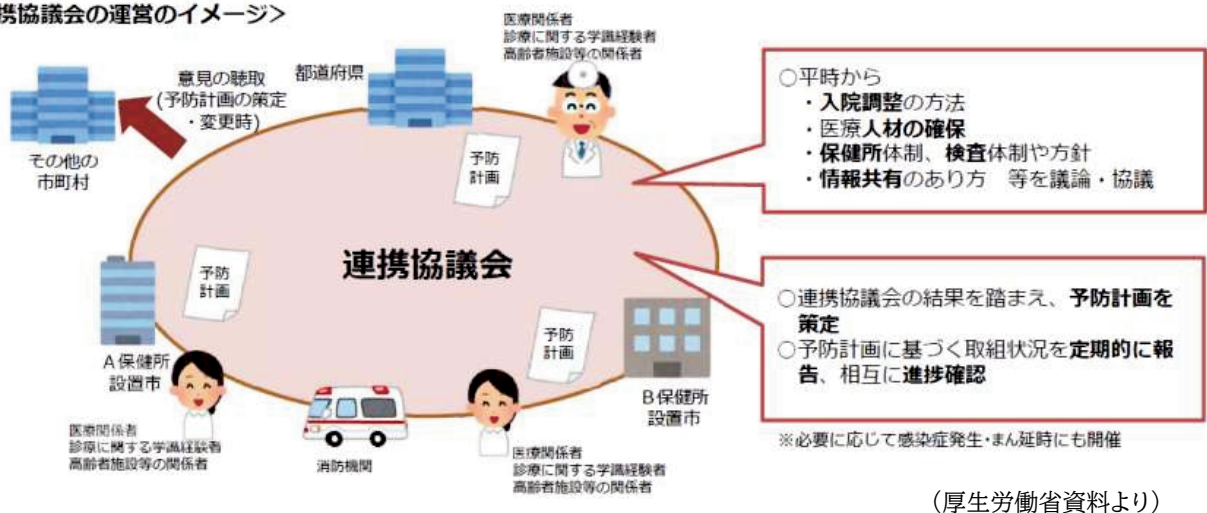 携協議会の運営のイメージ>
医療関係者
診療に関する学識経験者
高齢者施設等の関係者
都道府県
意見の聴取
(予防計画の策定
・変更時)
その他の
市町村
予防
計画
○平時から
・入院調整の方法
・医療人材の確保
・保健所体制、検査体制や方針
・情報共有のあり方 等を議論・協議
連携協議会
予防
計画
予防
計画
○連携協議会の結果を踏まえ、予防計画を
策定
○予防計画に基づく取組状況を定期的に報
告、相互に進捗確認
A保健所
設置市
B保健所
設置市
医療関係者
診療に関する学識経験者
高齢者施設等の関係者
消防機関
医療関係者
診療に関する学識経験者
高齢者施設等の関係者
※必要に応じて感染症発生・まん延時にも開催
(厚生労働省資料より)